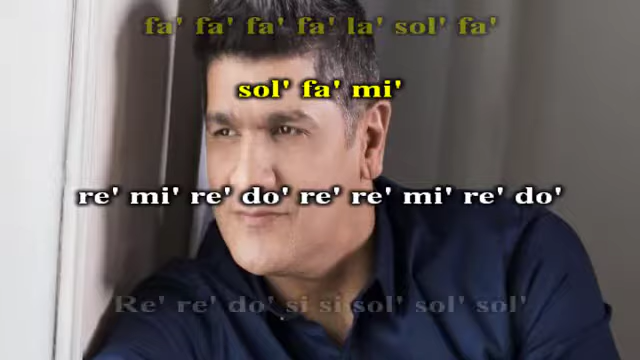 fa' fa' fa' fa' la' sol' fa'
sol' fa' mi'
re' mi' re' do' re' re' mi' re' do'
Re' re' do' si si sol' sol' sol'